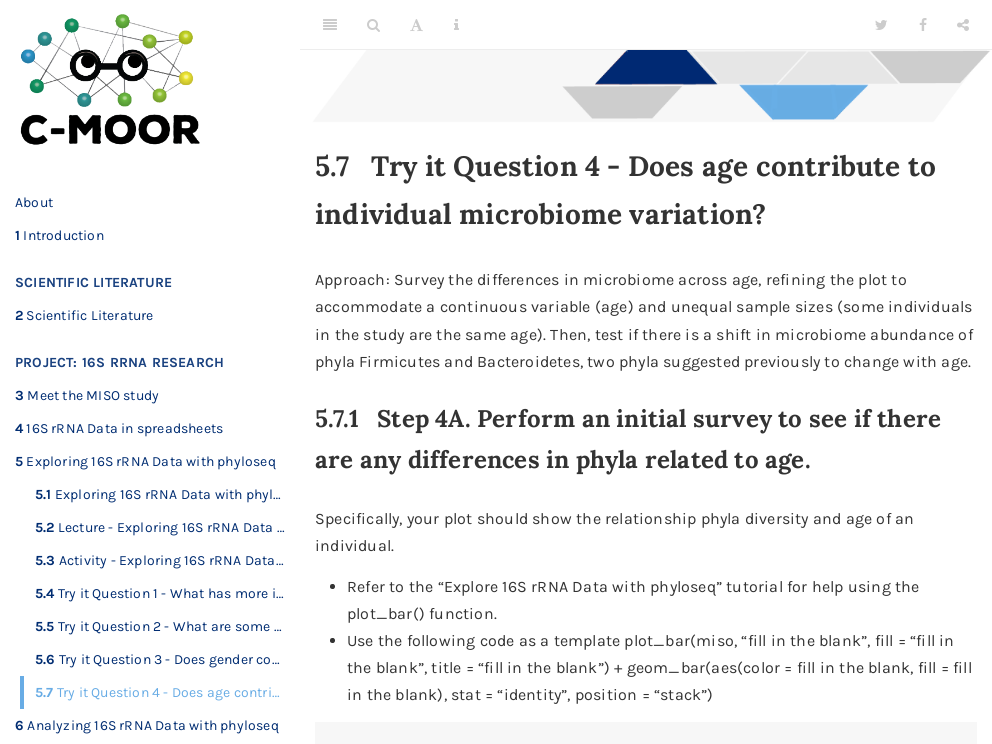 C-MOOR
About
1 Introduction
SCIENTIFIC LITERATURE
2 Scientific Literature
PROJECT: 16S RRNA RESEARCH
3 Meet the MISO study
4 16S rRNA Data in spreadsheets
5 Exploring 16S rRNA Data with phyloseq
5.1 Exploring 16S rRNA Data with phyl…
5.2 Lecture - Exploring 16S rRNA Data …
5.3 Activity - Exploring 16S rRNA Data…
5.4 Try it Question 1 - What has more i…
5.5 Try it Question 2 - What are some …
5.6 Try it Question 3 - Does gender co…
5.7 Try it Question 4 - Does age contri…
6 Analyzing 16S rRNA Data with phyloseq
A i
5.7 Try it Question 4 - Does age contribute to
individual microbiome variation?
Approach: Survey the differences in microbiome across age, refining the plot to
accommodate a continuous variable (age) and unequal sample sizes (some individuals
in the study are the same age). Then, test if there is a shift in microbiome abundance of
phyla Firmicutes and Bacteroidetes, two phyla suggested previously to change with age.
5.7.1 Step 4A. Perform an initial survey to see if there
are any differences in phyla related to age.
Specifically, your plot should show the relationship phyla diversity and age of an
individual.
• Refer to the “Explore 16S rRNA Data with phyloseq” tutorial for help using the
plot_bar() function.
• Use the following code as a template plot_bar(miso, “fill in the blank”, fill = “fill in
the blank”, title = “fill in the blank”) + geom_bar(aes(color = fill in the blank, fill = fill
in the blank), stat = “identity”, position = “stack”)